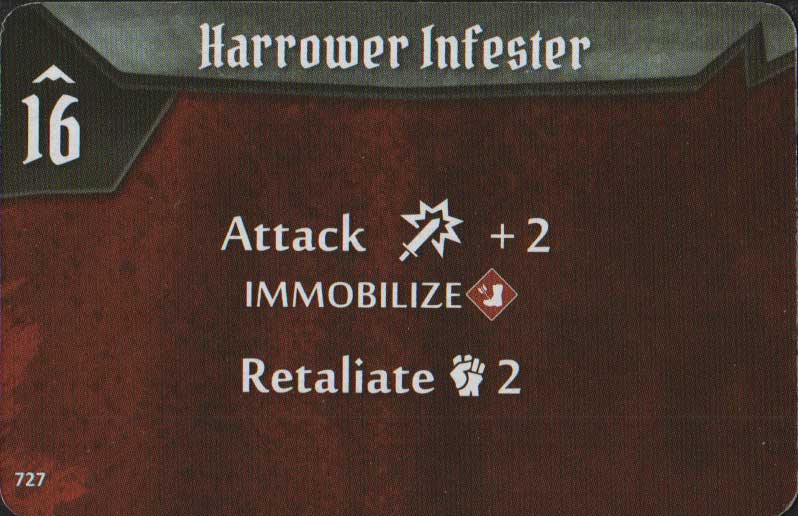 Harrower Infester
16
Attack + 2
IMMOBILIZE
Retaliate 2
727